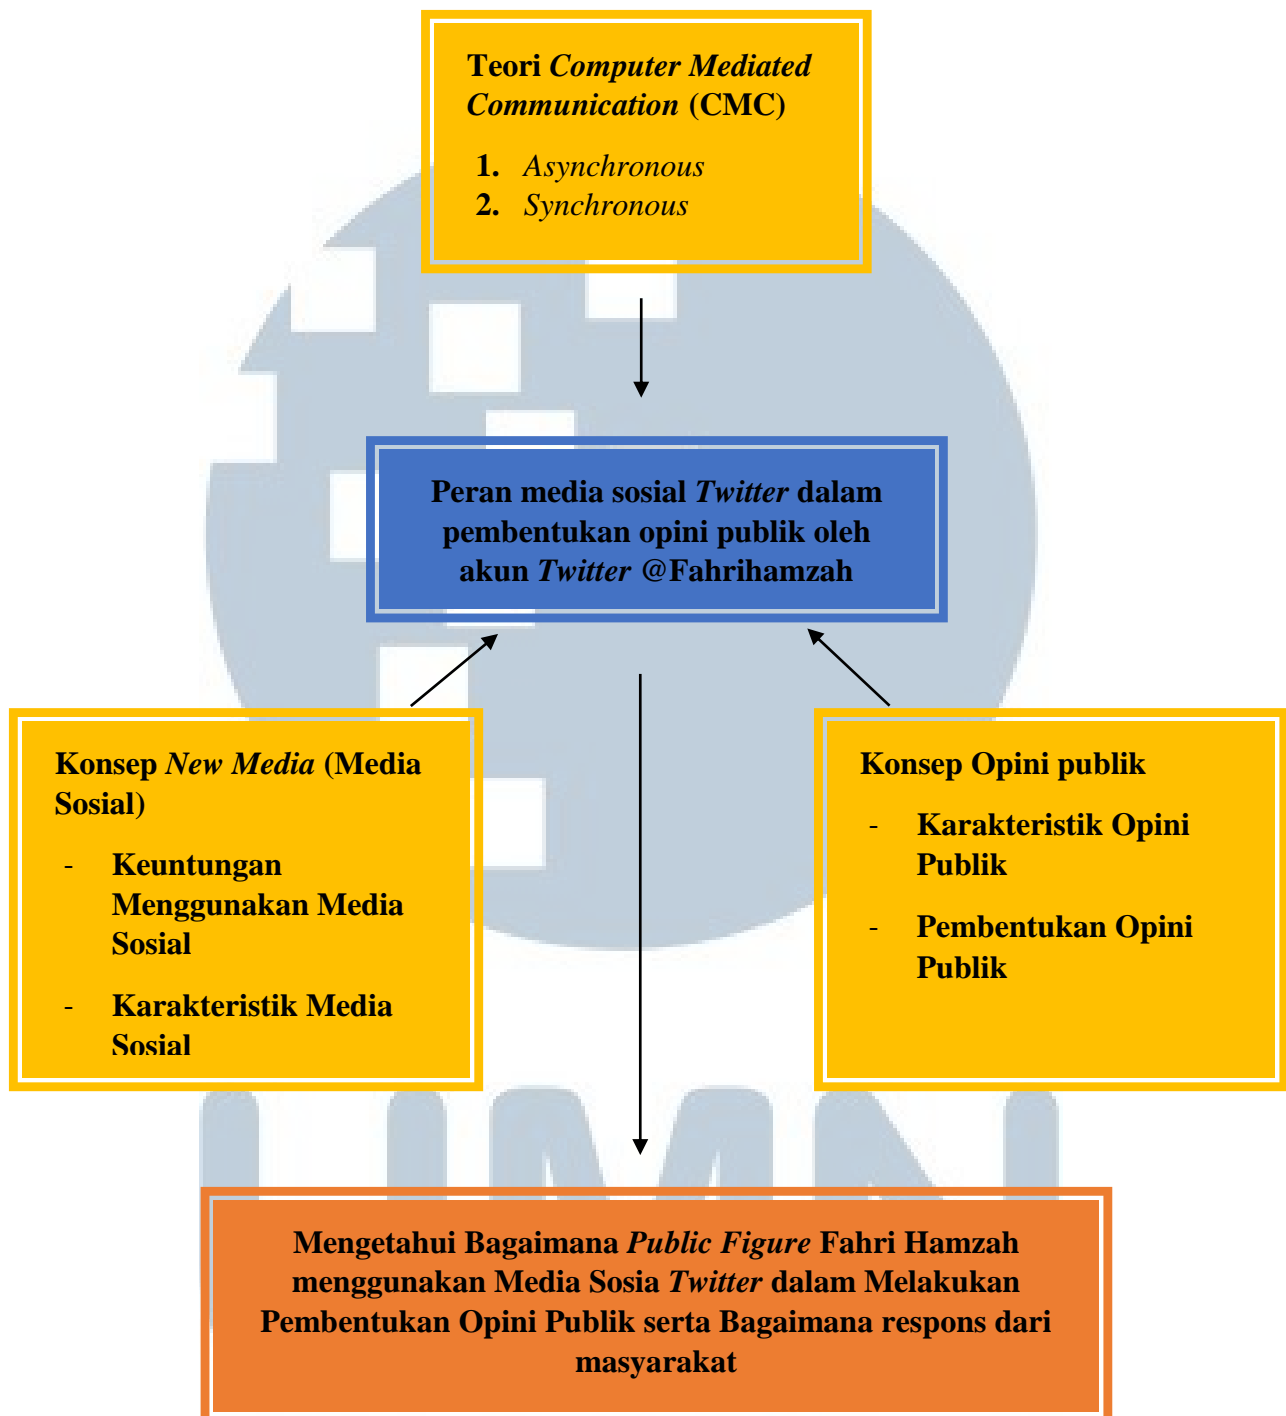 Teori Computer Mediated
Communication (CMC)
1. Asynchronous
2. Synchronous
Peran media sosial Twitter dalam
pembentukan opini publik oleh
akun Twitter @Fahrihamzah
Konsep New Media (Media
Sosial)
- Keuntungan
Menggunakan Media
Sosial
- Karakteristik Media
Sosial
Konsep Opini publik
- Karakteristik Opini
Publik
- Pembentukan Opini
Publik
Mengetahui Bagaimana Public Figure Fahri Hamzah
menggunakan Media Sosia Twitter dalam Melakukan
Pembentukan Opini Publik serta Bagaimana respons dari
masyarakat